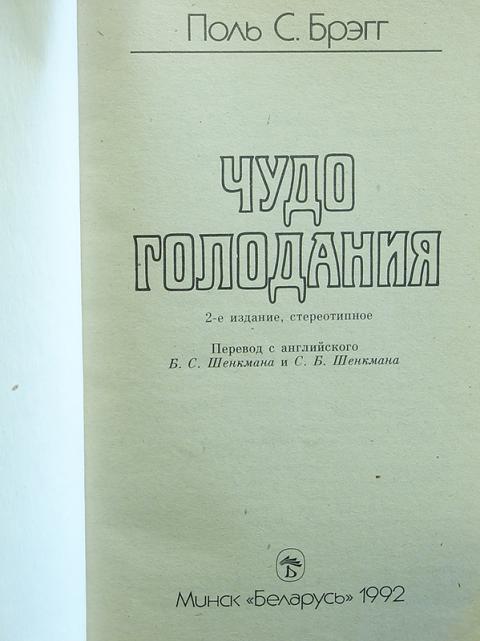 Поль С. Брэгг
ЧУДО
ГОЛОДАНИЯ
2-е издание, стереотипное
Перевод с английского
Б. С. Шенкмана и С. Б. Шенкмана
Б
Минск «Беларусь» 1992